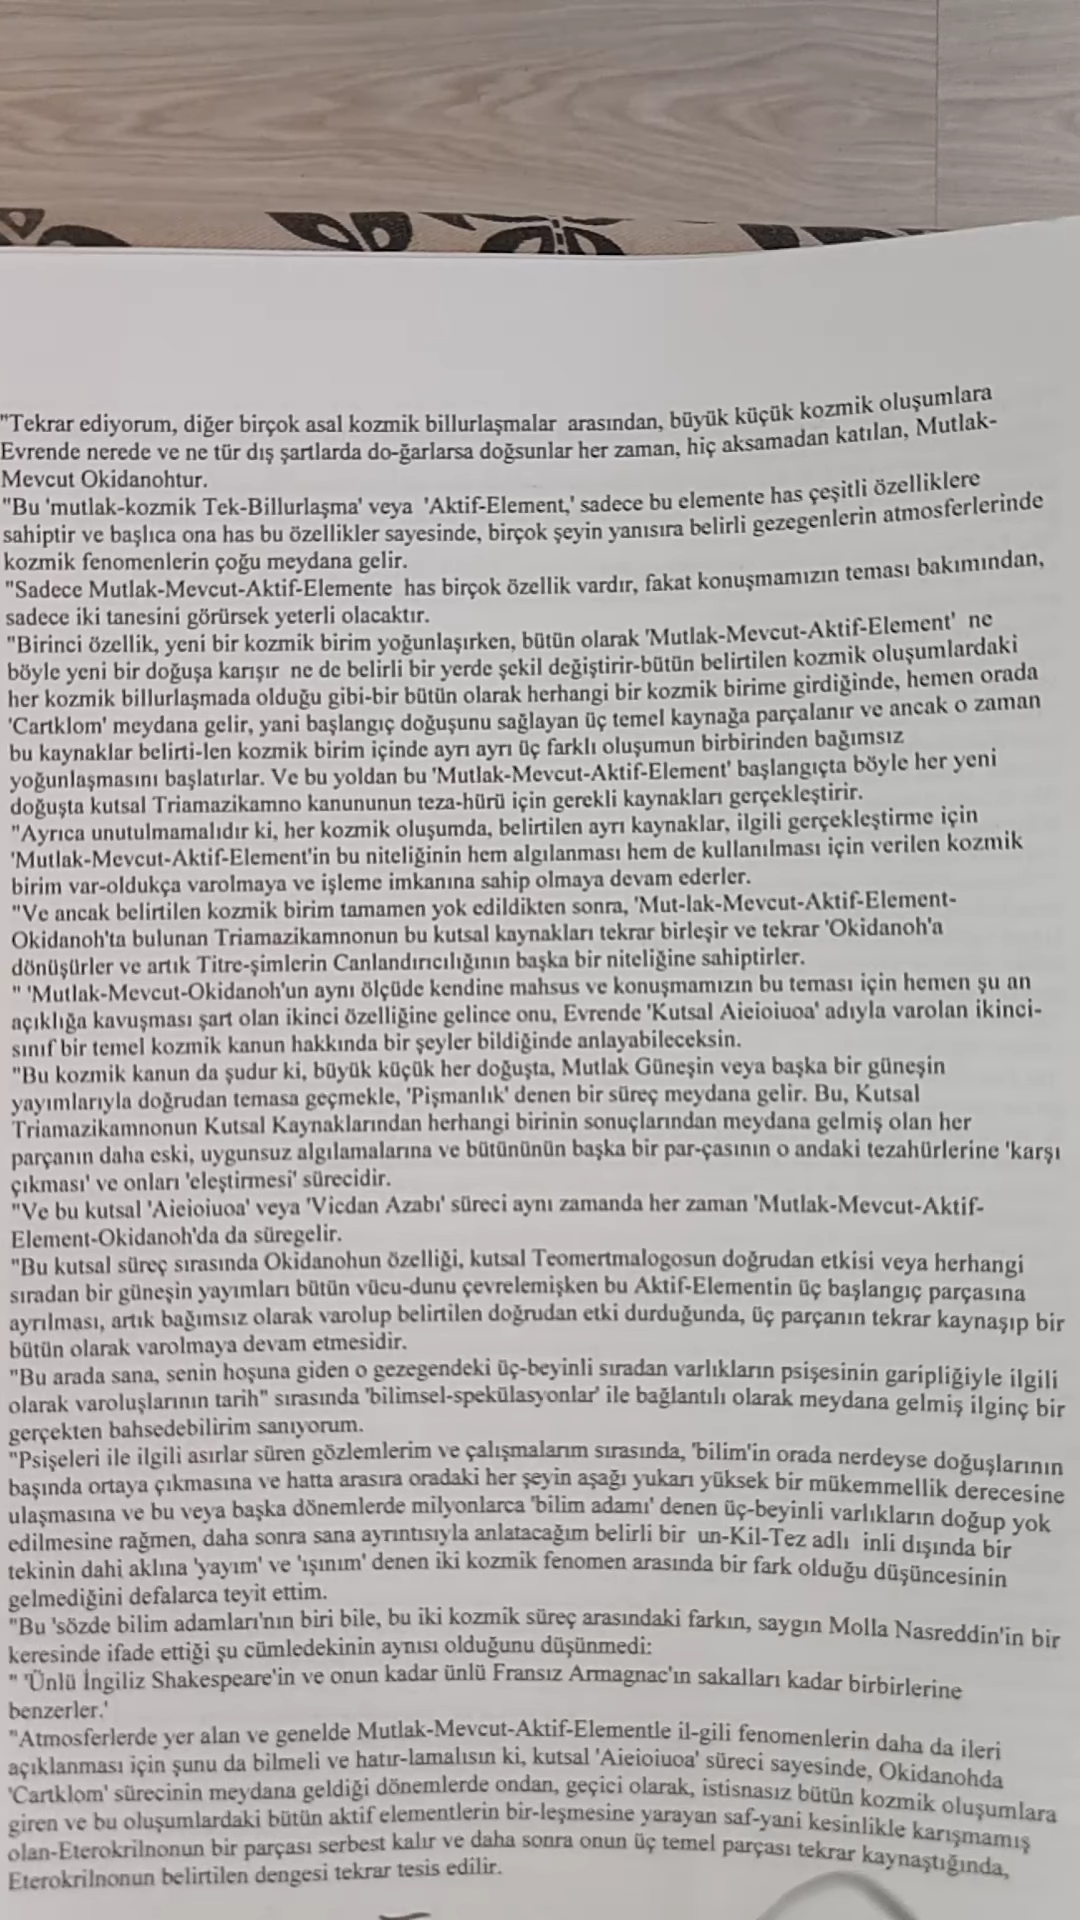 "Tekrar ediyorum, diğer birçok asal kozmik billurlaşmalar arasından, büyük küçük kozmik oluşumlara
Evrende nerede ve ne tür dış şartlarda do-ğarlarsa doğsunlar her zaman, hiç aksamadan katılan, Mutlak-
Mevcut Okidanohtur.
"Bu 'mutlak-kozmik Tek-Billurlaşma' veya 'Aktif-Element,' sadece bu elemente has çeşitli özelliklere
sahiptir ve başlıca ona has bu özellikler sayesinde, birçok şeyin yanısıra belirli gezegenlerin atmosferlerinde
kozmik fenomenlerin çoğu meydana gelir.
"Sadece Mutlak-Mevcut-Aktif-Elemente has birçok özellik vardır, fakat konuşmamızın teması bakımından,
sadece iki tanesini görürsek yeterli olacaktır.
"Birinci özellik, yeni bir kozmik birim yoğunlaşırken, bütün olarak 'Mutlak-Mevcut-Aktif-Element' ne
böyle yeni bir doğuşa karışır ne de belirli bir yerde şekil değiştirir-bütün belirtilen kozmik oluşumlardaki
her kozmik billurlaşmada olduğu gibi-bir bütün olarak herhangi bir kozmik birime girdiğinde, hemen orada
'Cartklom' meydana gelir, yani başlangıç doğuşunu sağlayan üç temel kaynağa parçalanır ve ancak o zaman
bu kaynaklar belirti-len kozmik birim içinde ayrı ayrı üç farklı oluşumun birbirinden bağımsız
yoğunlaşmasını başlatırlar. Ve bu yoldan bu 'Mutlak-Mevcut-Aktif-Element' başlangıçta böyle her yeni
doğuşta kutsal Triamazikamno kanununun teza-hürü için gerekli kaynakları gerçekleştirir.
"Ayrıca unutulmamalıdır ki, her kozmik oluşumda, belirtilen ayrı kaynaklar, ilgili gerçekleştirme için
'Mutlak-Mevcut-Aktif-Element'in bu niteliğinin hem algılanması hem de kullanılması için verilen kozmik
birim var-oldukça varolmaya ve işleme imkanına sahip olmaya devam ederler.
"Ve ancak belirtilen kozmik birim tamamen yok edildikten sonra, 'Mut-lak-Mevcut-Aktif-Element-
Okidanoh'ta bulunan Triamazikamnonun bu kutsal kaynakları tekrar birleşir ve tekrar 'Okidanoh'a
dönüşürler ve artık Titre-şimlerin Canlandırıcılığının başka bir niteliğine sahiptirler.
" 'Mutlak-Mevcut-Okidanoh'un aynı ölçüde kendine mahsus ve konuşmamızın bu teması için hemen şu an
açıklığa kavuşması şart olan ikinci özelliğine gelince onu, Evrende 'Kutsal Aieioiuoa' adıyla varolan ikinci-
sınıf bir temel kozmik kanun hakkında bir şeyler bildiğinde anlayabileceksin.
"Bu kozmik kanun da şudur ki, büyük küçük her doğuşta, Mutlak Güneşin veya başka bir güneşin
yayımlarıyla doğrudan temasa geçmekle, 'Pişmanlık' denen bir süreç meydana gelir. Bu, Kutsal
Triamazikamnonun Kutsal Kaynaklarından herhangi birinin sonuçlarından meydana gelmiş olan her
parçanın daha eski, uygunsuz algılamalarına ve bütününün başka bir par-çasının o andaki tezahürlerine 'karşı
çıkması' ve onları 'eleştirmesi' sürecidir.
"Ve bu kutsal 'Aieioiuoa' veya 'Vicdan Azabı' süreci aynı zamanda her zaman 'Mutlak-Mevcut-Aktif-
Element-Okidanoh'da da süregelir.
"Bu kutsal süreç sırasında Okidanohun özelliği, kutsal Teomertmalogosun doğrudan etkisi veya herhangi
sıradan bir güneşin yayımları bütün vücu-dunu çevrelemişken bu Aktif-Elementin üç başlangıç parçasına
ayrılması, artık bağımsız olarak varolup belirtilen doğrudan etki durduğunda, üç parçanın tekrar kaynaşıp bir
bütün olarak varolmaya devam etmesidir.
"Bu arada sana, senin hoşuna giden o gezegendeki üç-beyinli sıradan varlıkların psişesinin garipliğiyle ilgili
olarak varoluşlarının tarih" sırasında 'bilimsel-spekülasyonlar' ile bağlantılı olarak meydana gelmiş ilginç bir
gerçekten bahsedebilirim sanıyorum.
"Psişeleri ile ilgili asırlar süren gözlemlerim ve çalışmalarım sırasında, 'bilim'in orada nerdeyse doğuşlarının
başında ortaya çıkmasına ve hatta arasıra oradaki her şeyin aşağı yukarı yüksek bir mükemmellik derecesine
ulaşmasına ve bu veya başka dönemlerde milyonlarca 'bilim adamı' denen üç-beyinli varlıkların doğup yok
edilmesine rağmen, daha sonra sana ayrıntısıyla anlatacağım belirli bir un-Kil-Tez adlı inli dışında bir
tekinin dahi aklına 'yayım' ve 'ışınım' denen iki kozmik fenomen arasında bir fark olduğu düşüncesinin
gelmediğini defalarca teyit ettim.
"Bu 'sözde bilim adamları'nın biri bile, bu iki kozmik süreç arasındaki farkın, saygın Molla Nasreddin'in bir
keresinde ifade ettiği şu cümledekinin aynısı olduğunu düşünmedi:
" 'Ünlü İngiliz Shakespeare'in ve onun kadar ünlü Fransız Armagnac'ın sakalları kadar birbirlerine
benzerler.'
"Atmosferlerde yer alan ve genelde Mutlak-Mevcut-Aktif-Elementle il-gili fenomenlerin daha da ileri
açıklanması için şunu da bilmeli ve hatır-lamalısın ki, kutsal 'Aieioiuoa' süreci sayesinde, Okidanohda
'Cartklom' sürecinin meydana geldiği dönemlerde ondan, geçici olarak, istisnasız bütün kozmik oluşumlara
giren ve bu oluşumlardaki bütün aktif elementlerin bir-leşmesine yarayan saf-yani kesinlikle karışmamış
olan-Eterokrilnonun bir parçası serbest kalır ve daha sonra onun üç temel parçası tekrar kaynaştığında,
Eterokrilnonun belirtilen dengesi tekrar tesis edilir.